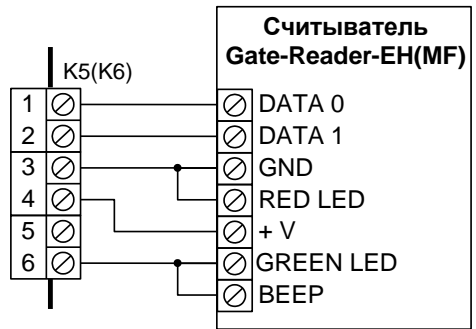 Считыватель
Gate-Reader-EH(MF)
K5(K6)
1 DATA 0
2 DATA 1
3 GND
4 RED LED
5 + V
6 GREEN LED
BEEP